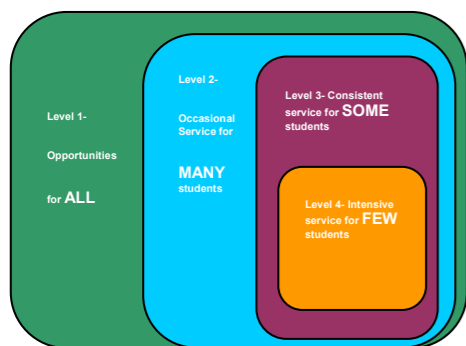 Level 1-
Opportunities
for ALL
Level 2-
Occasional
Service for
MANY
students
Level 3- Consistent
service for SOME
students
Level 4- Intensive
service for FEW
students